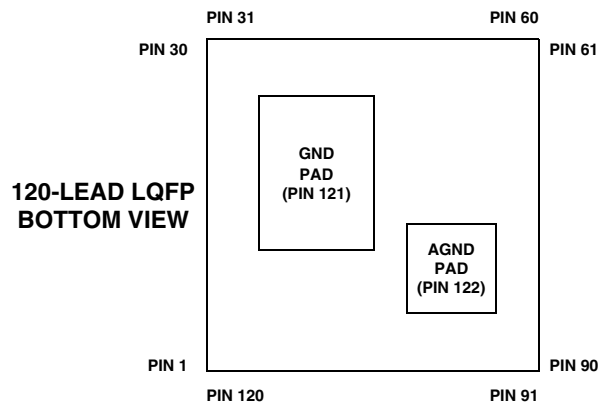 PIN 31
PIN 60
PIN 30
PIN 61
GND
PAD
(PIN 121)
120-LEAD LQFP
BOTTOM VIEW
AGND
PAD
(PIN 122)
PIN 1
PIN 90
PIN 120
PIN 91